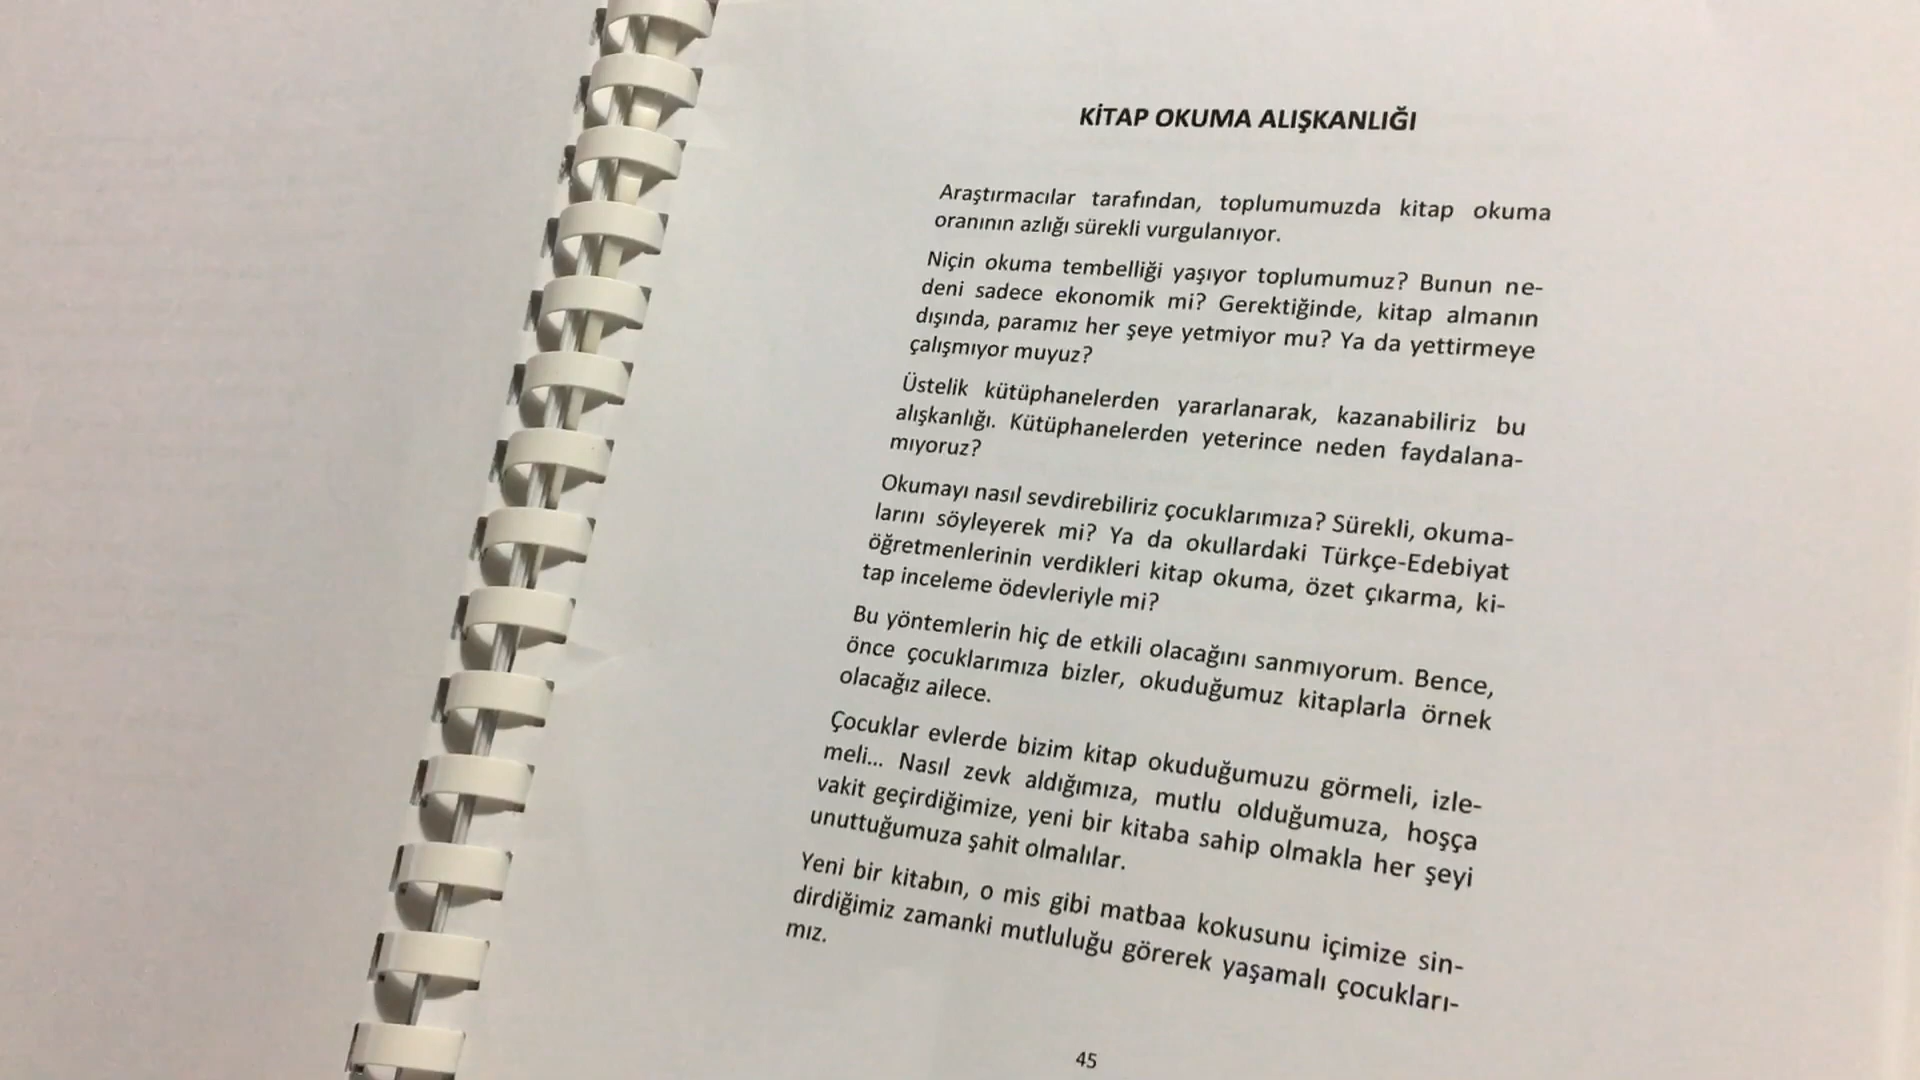 KİTAP OKUMA ALIŞKANLIĞI
Araştırmacılar tarafından, toplumumuzda kitap okuma
oranının azlığı sürekli vurgulanıyor.
Niçin okuma tembelliği yaşıyor toplumumuz? Bunun ne-
deni sadece ekonomik mi? Gerektiğinde, kitap almanın
dışında, paramız her şeye yetmiyor mu? Ya da yettirmeye
çalışmıyor muyuz?
Üstelik kütüphanelerden yararlanarak, kazanabiliriz bu
alışkanlığı. Kütüphanelerden yeterince neden faydalana-
mıyoruz?
Okumayı nasıl sevdirebiliriz çocuklarımıza? Sürekli, okuma-
larını söyleyerek mi? Ya da okullardaki Türkçe-Edebiyat
öğretmenlerinin verdikleri kitap okuma, özet çıkarma, ki-
tap inceleme ödevleriyle mi?
Bu yöntemlerin hiç de etkili olacağını sanmıyorum. Bence,
önce çocuklarımıza bizler, okuduğumuz kitaplarla örnek
olacağız ailece.
Çocuklar evlerde bizim kitap okuduğumuzu görmeli, izle-
meli... Nasıl zevk aldığımıza, mutlu olduğumuza, hoşça
vakit geçirdiğimize, yeni bir kitaba sahip olmakla her şeyi
unuttuğumuza şahit olmalılar.
Yeni bir kitabın, o mis gibi matbaa kokusunu içimize sin-
dirdiğimiz zamanki mutluluğu görerek yaşamalı çocukları-
mız.
45